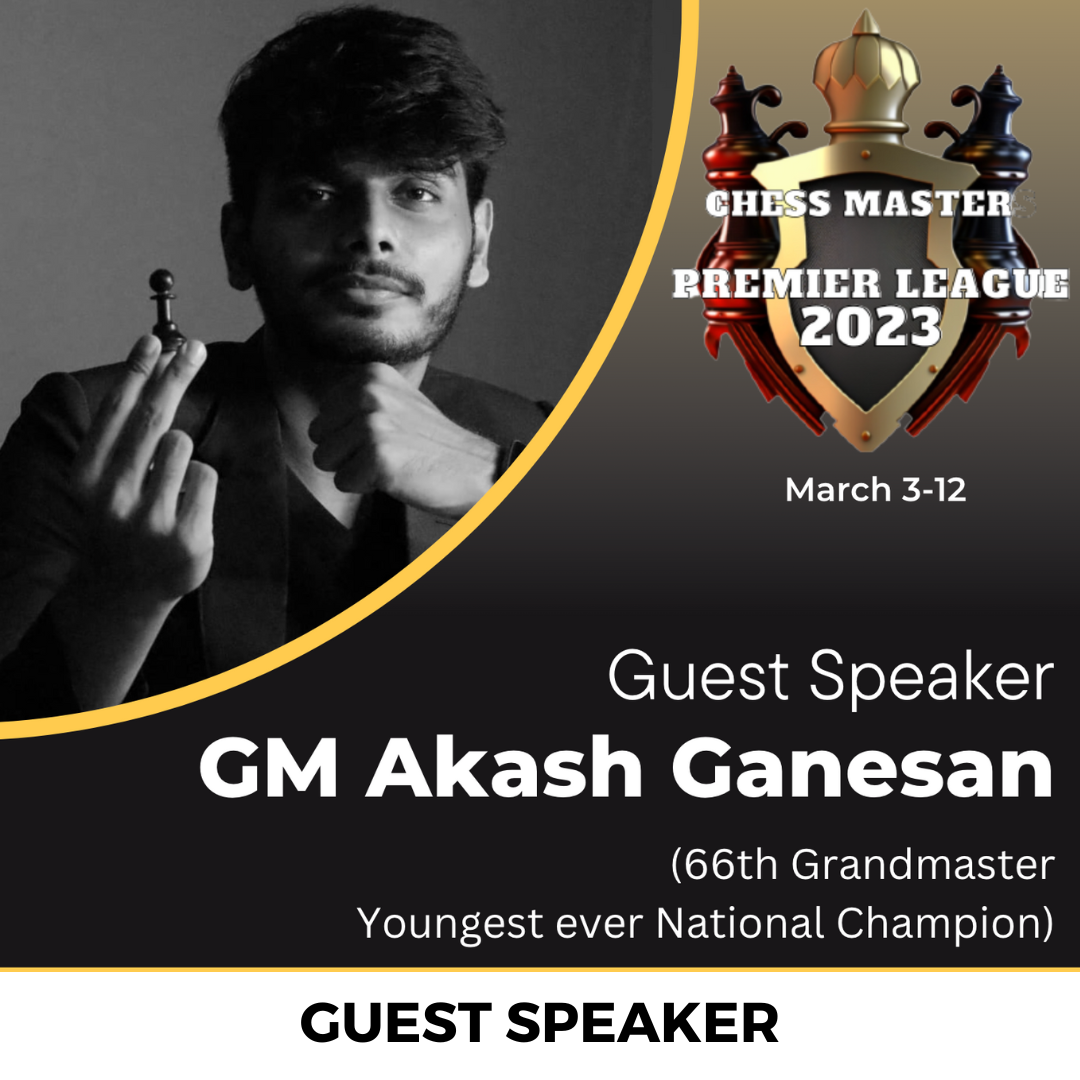 CHESS MASTER
PREMIER LEAGUE
2023
March 3-12
Guest Speaker
GM Akash Ganesan
(66th Grandmaster
Youngest ever National Champion)
GUEST SPEAKER